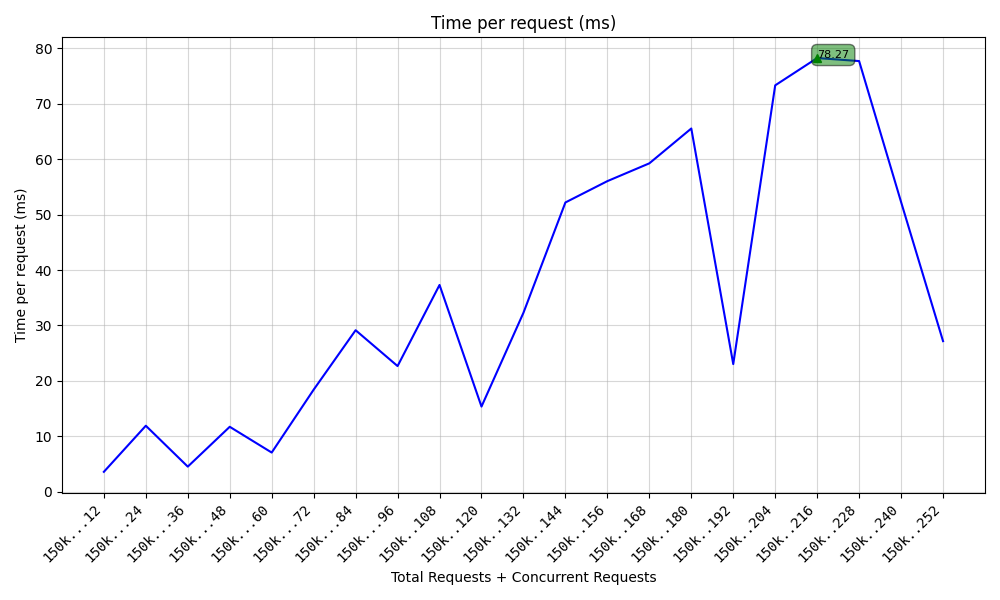 Time per request (ms)
80
70
60
50
40
30
20
10
0
Time per request (ms)
78.27
150k...12
150k...24
150k...36
150k...48
150k...60
150k...72
150k...84
150k...96
150k..108
150k..120
150k..132
150k..144
150k..156
150k..168
150k..180
150k..192
150k..204
150k..216
150k..228
150k..240
150k..252
Total Requests + Concurrent Requests